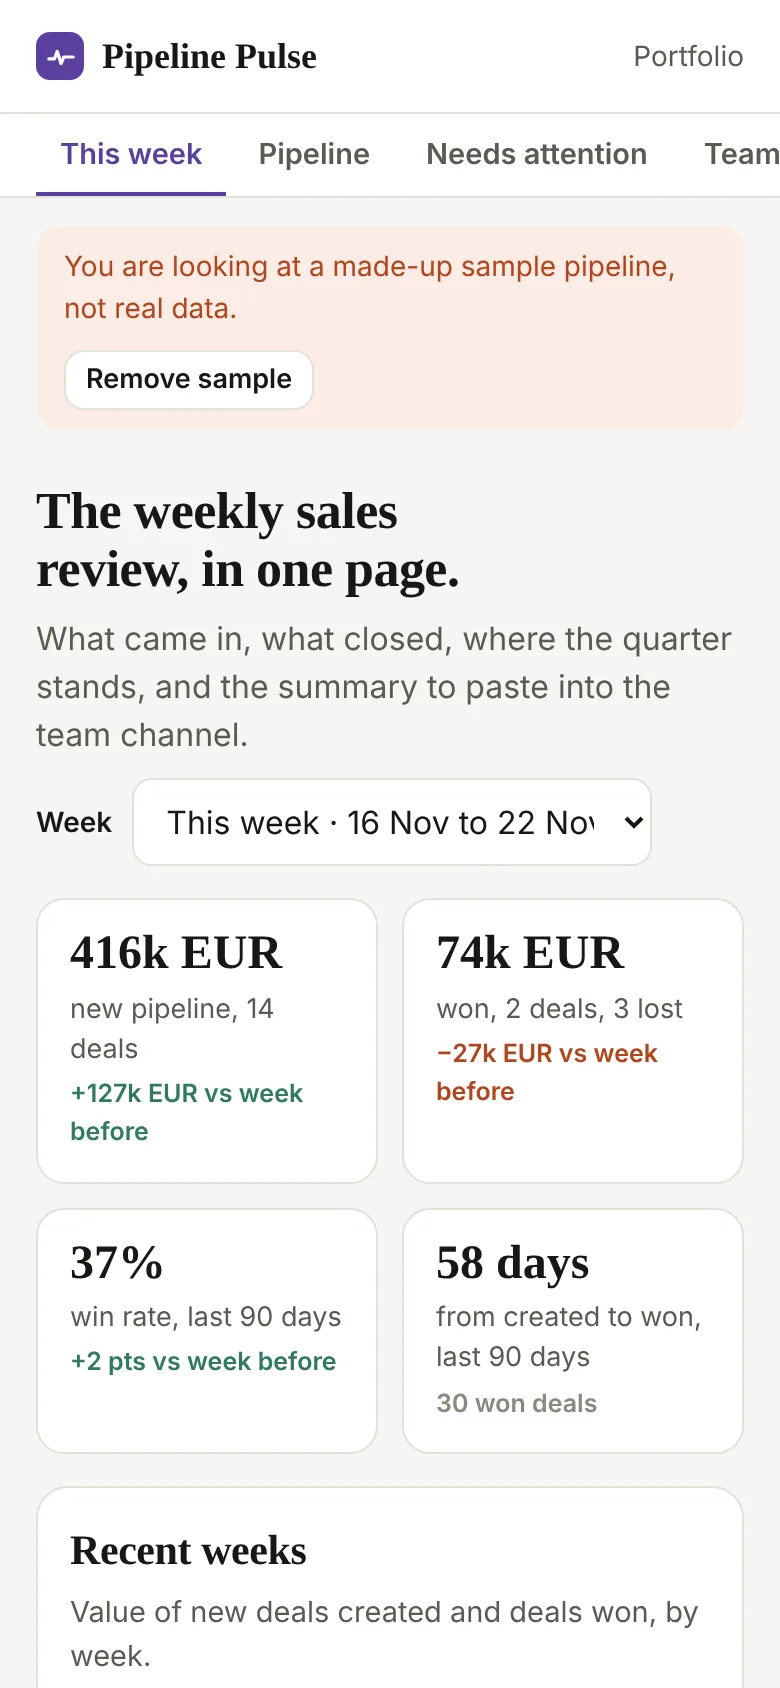 Pipeline Pulse
Portfolio
This week
Pipeline
Needs attention
Team
You are looking at a made-up sample pipeline,
not real data.
Remove sample
The weekly sales
review, in one page.
What came in, what closed, where the quarter
stands, and the summary to paste into the
team channel.
Week
This week · 16 Nov to 22 Nov
416k EUR
new pipeline, 14
deals
+127k EUR vs week
before
74k EUR
won, 2 deals, 3 lost
−27k EUR vs week
before
37%
win rate, last 90 days
+2 pts vs week before
58 days
from created to won,
last 90 days
30 won deals
Recent weeks
Value of new deals created and deals won, by
week.